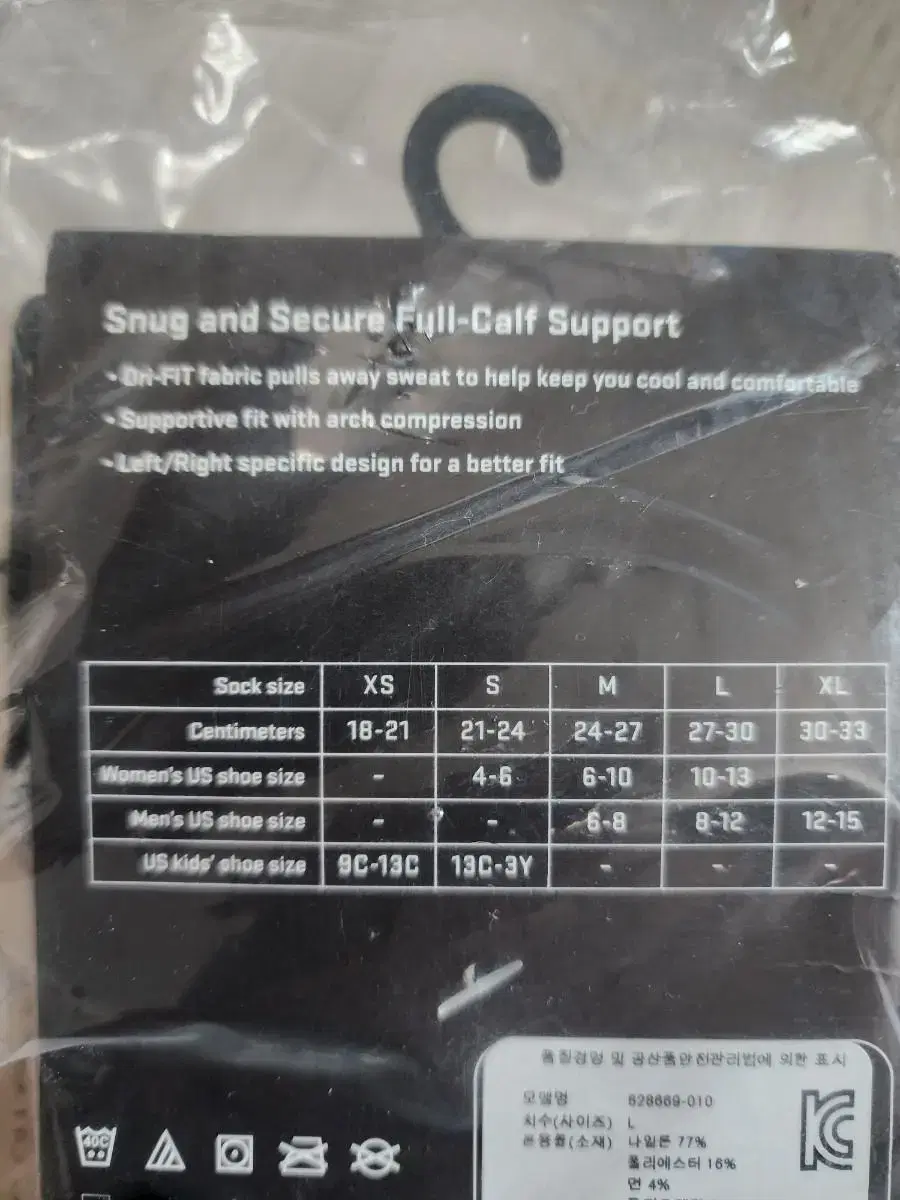 Snug and Secure Full-Calf Support
- Dri-FIT fabric pulls away sweat to help keep you cool and comfortable
- Supportive fit with arch compression
- Left/Right specific design for a better fit
Sock size XS S M L XL
Centimeters 18-21 21-24 24-27 27-30 30-33
Women's US shoe size - 4-6 6-10 10-13 -
Men's US shoe size - - 6-8 8-12 12-15
US kids' shoe size 9C-13C 13C-3Y - - -
40C
품질경영 및 공산품안전관리법에 의한 표시
모델명 628669-010
치수(사이즈) L
혼용률(소재) 나일론 77%
폴리에스터 16%
면 4%